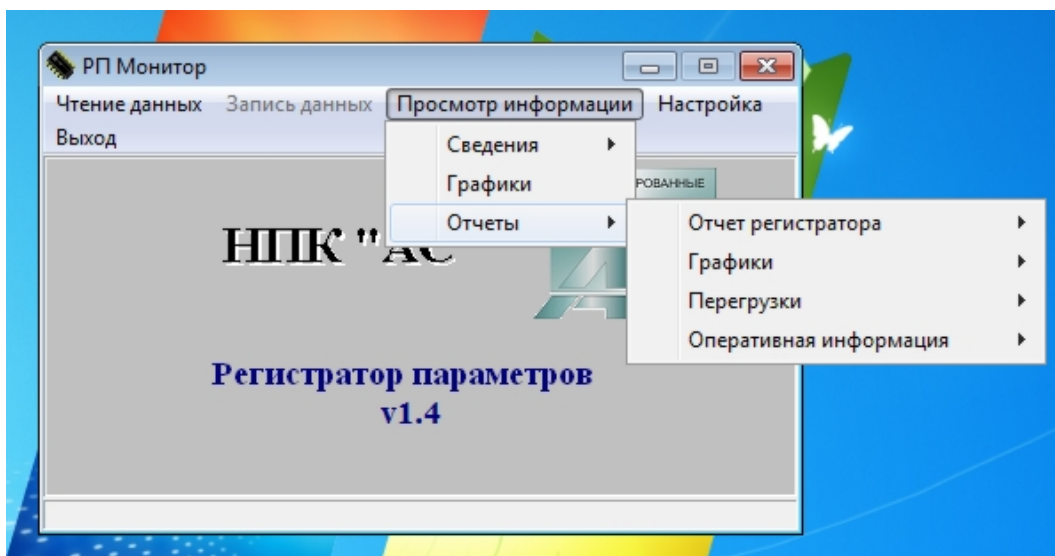 РП Монитор
Чтение данных Запись данных Просмотр информации Настройка
Выход
Сведения
Графики
Отчеты
Отчет регистратора
Графики
Перегрузки
Оперативная информация
НПК "АС
Регистратор параметров
v1.4